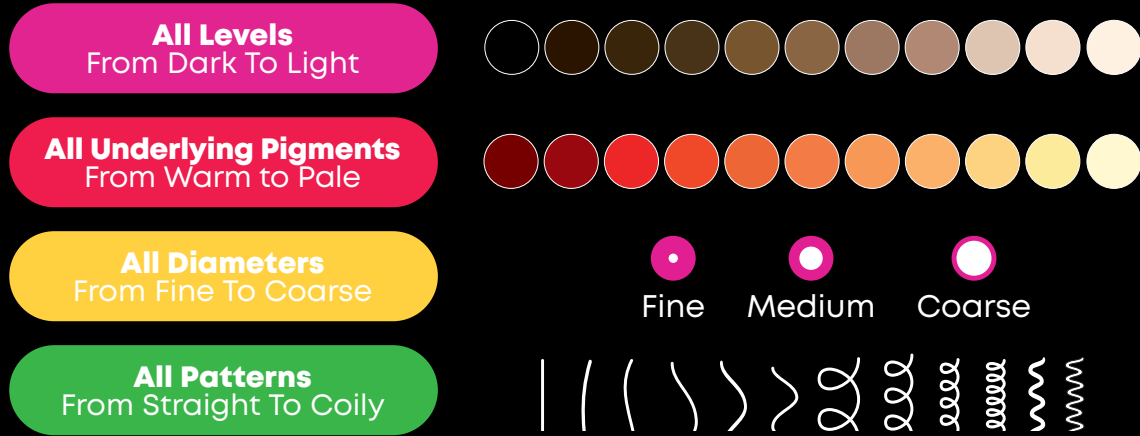 All Levels
From Dark To Light
All Underlying Pigments
From Warm to Pale
All Diameters
From Fine To Coarse
Fine Medium Coarse
All Patterns
From Straight To Coily